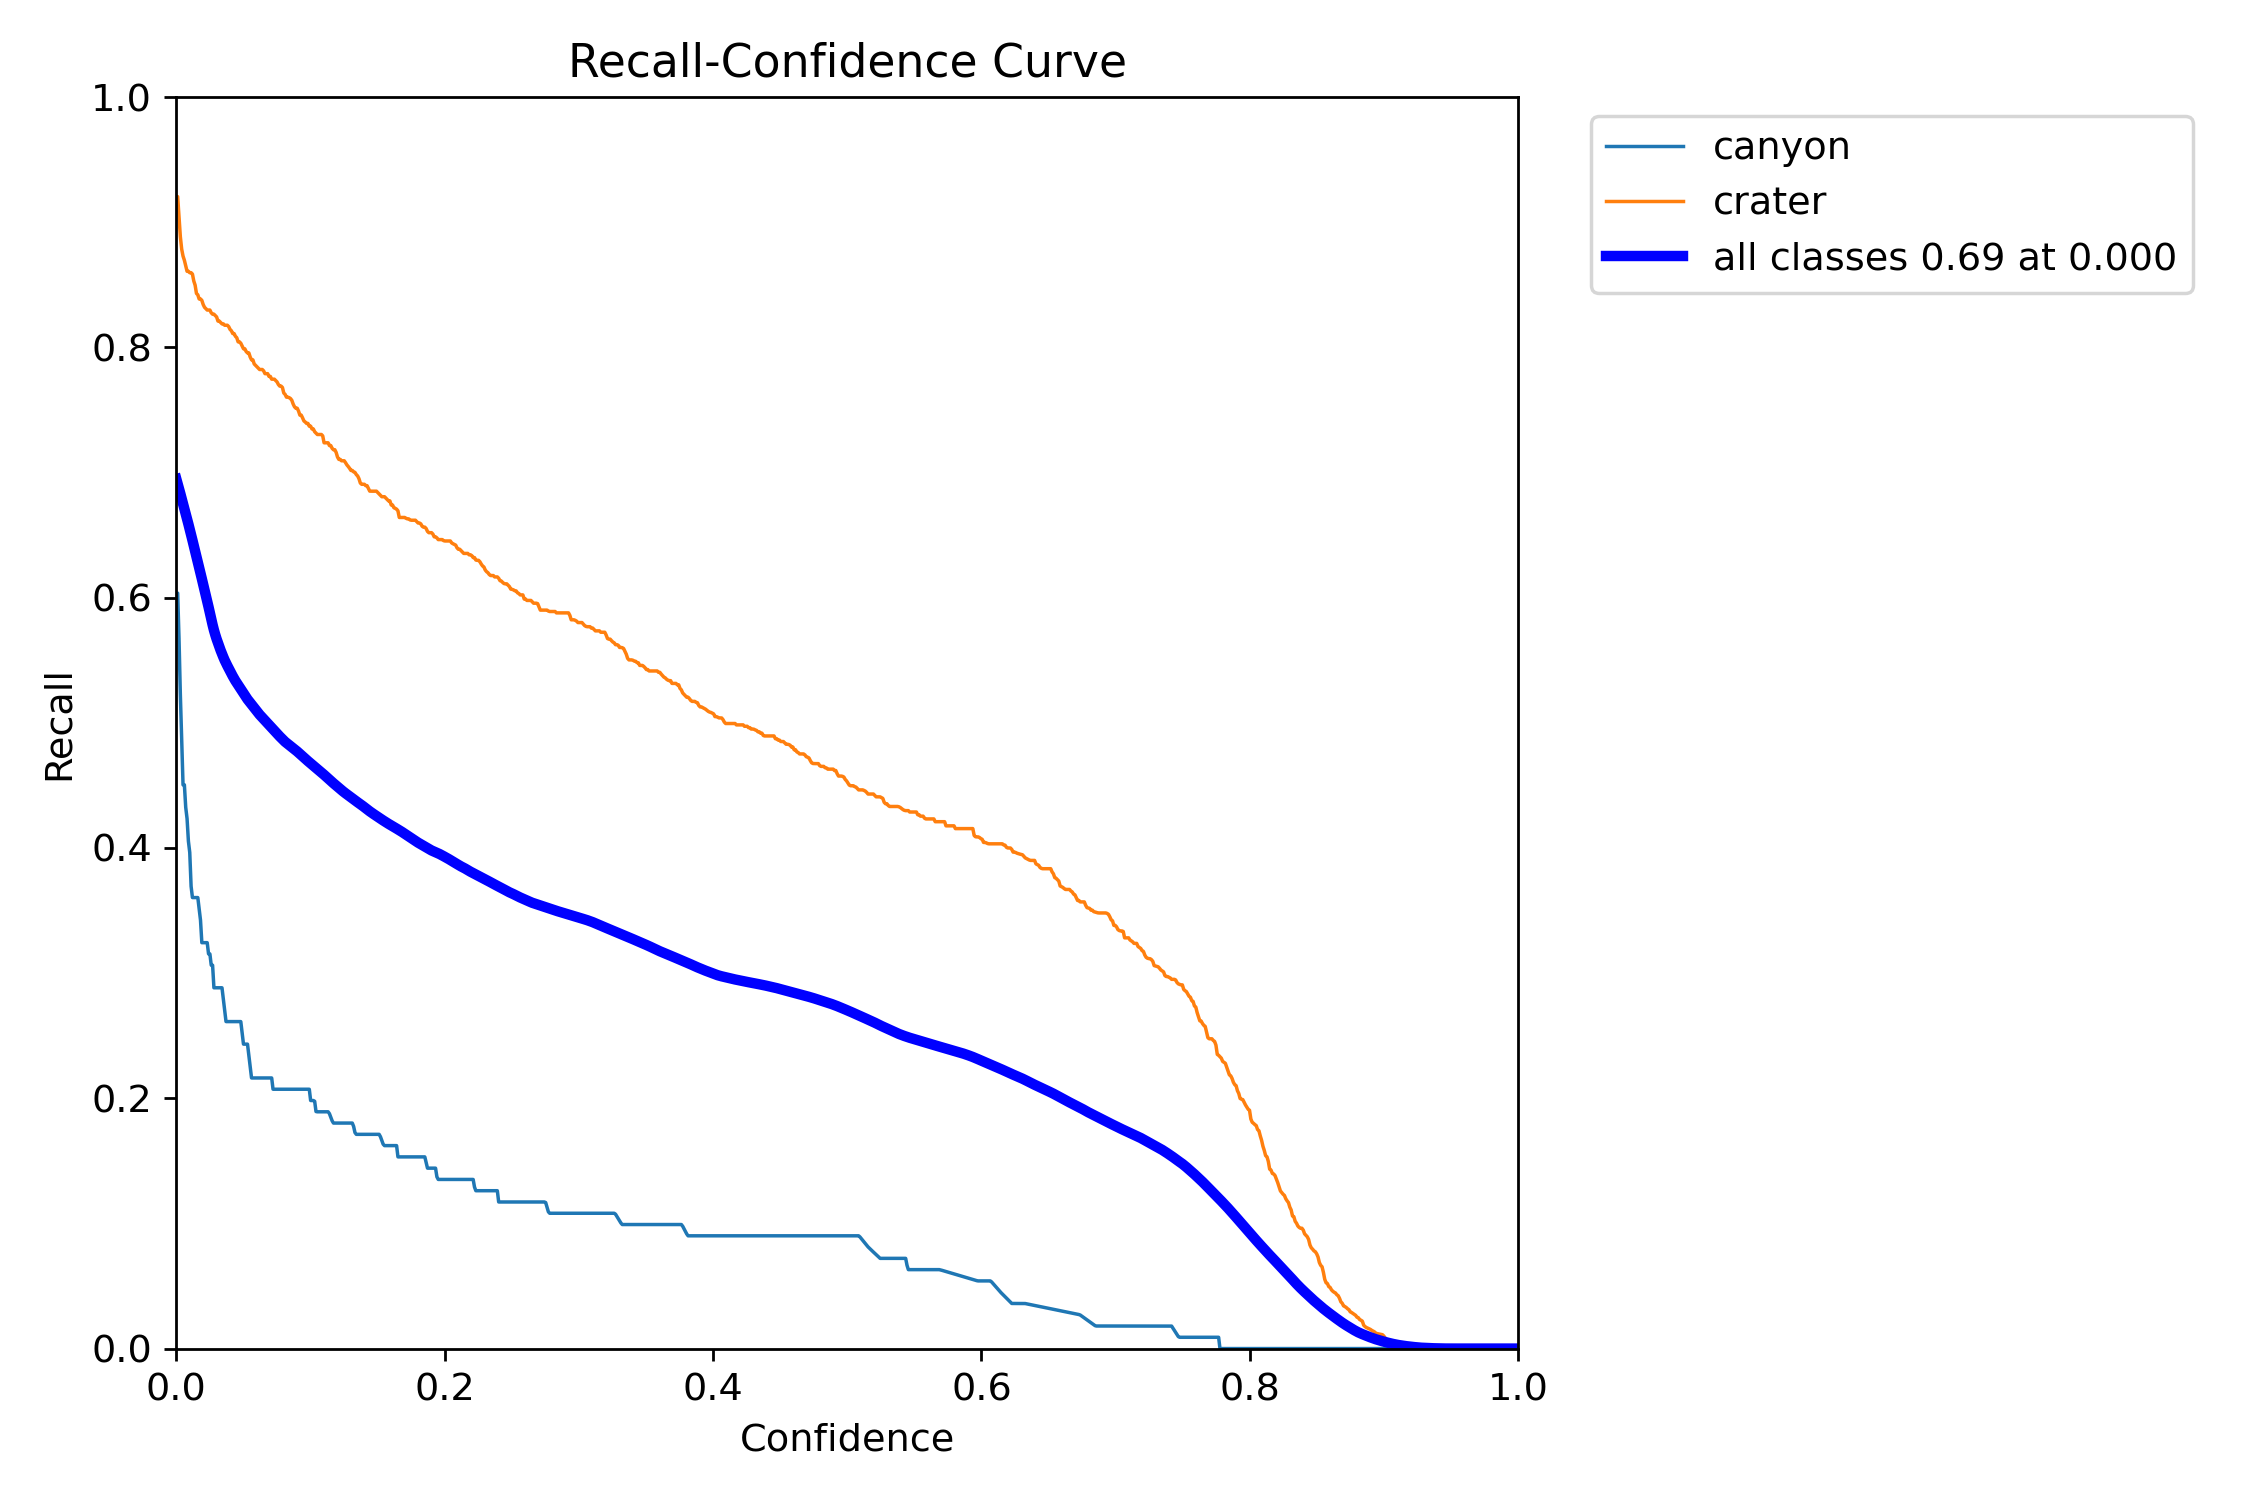 Recall-Confidence Curve
1.0
0.8
0.6
0.4
0.2
0.0
Recall
0.0 0.2 0.4 0.6 0.8 1.0
Confidence
canyon
crater
all classes 0.69 at 0.000